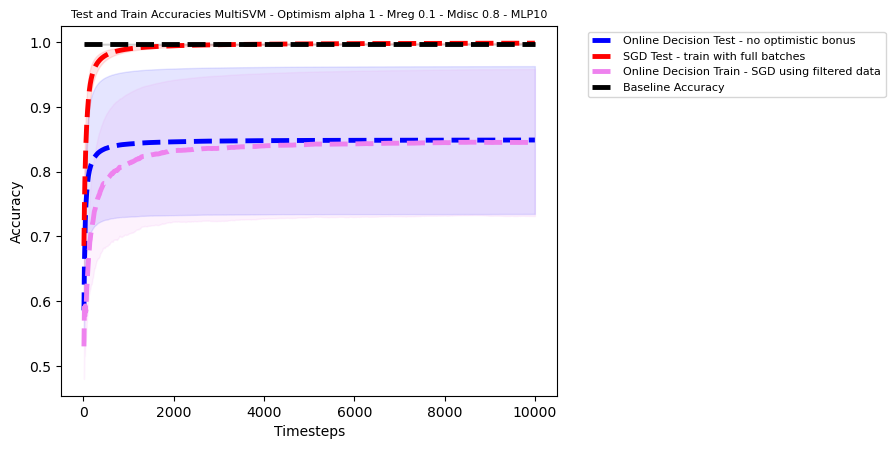 Test and Train Accuracies MultiSVM - Optimism alpha 1 - Mreg 0.1 - Mdisc 0.8 - MLP10
Online Decision Test - no optimistic bonus
SGD Test - train with full batches
Online Decision Train - SGD using filtered data
Baseline Accuracy
Accuracy
1.0
0.9
0.8
0.7
0.6
0.5
0 2000 4000 6000 8000 10000
Timesteps